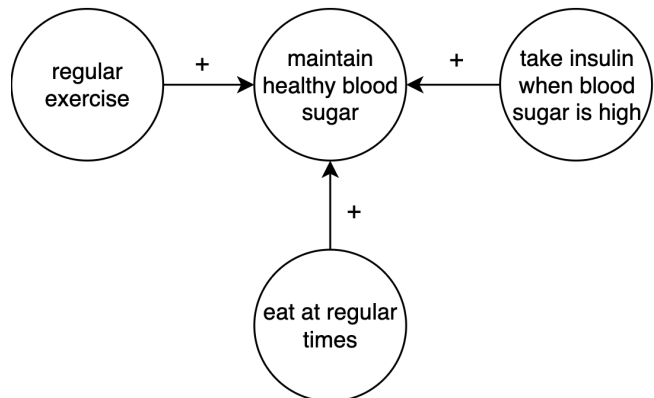 regular
exercise
+
maintain
healthy blood
sugar
+
take insulin
when blood
sugar is high
+
eat at regular
times